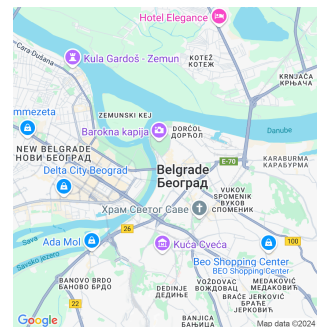 Hotel Elegance
KOTEŽ
КОТЕЖ
Cara-Dušana
Kula Gardoš - Zemun
KRNJAČA
КРЊАЧА
ZEMUNSKI KEJ
mmezeta
Barokna kapija
DORĆOL
ДОРЋОЛ
Danube
NEW BELGRADE
НОВИ БЕОГРАД
E-70
KARABURMA
КАРАБУРМА
Delta City Beograd
Belgrade
Београд
VUKOV
SPOMENIK
ВУКОВ
СПОМЕНИК
Храм Светог Саве
26
Sava
Ada Mol
Savsko jezero
Kuća Cveća
100
Beo Shopping Center
BEO Shopping Center
BANOVO BRDO
БАНОВО БРДО
DEDINJE
ДЕДИЊЕ
VOŽDOVAC
ВОЖДОВАЦ
MEDAKOVIĆ
МЕДАКОВИЋ
BRAĆE JERKOVIĆ
БРАЋЕ
ЈЕРКОВИЋ
BANJICA
БАЊИЦА
Google
Map data ©2024